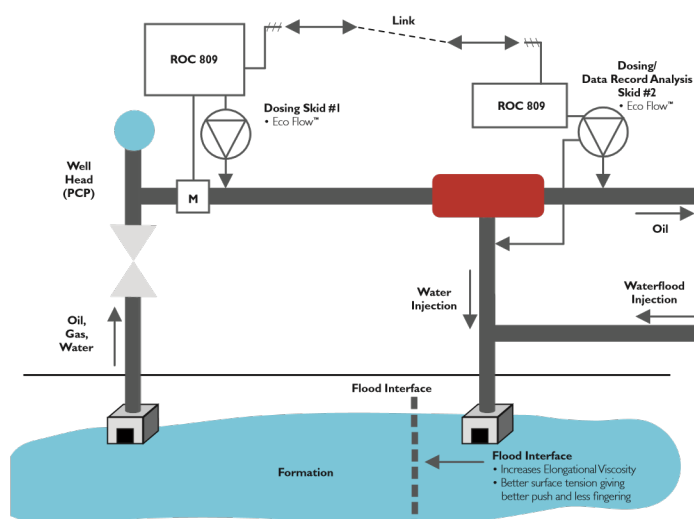 ROC 809
Link
Dosing Skid #1
• Eco Flow™
Dosing/
Data Record Analysis
Skid #2
• Eco Flow™
ROC 809
Well
Head
(PCP)
M
Oil
Water
Injection
Waterflood
Injection
Oil,
Gas,
Water
Flood Interface
Formation
Flood Interface
• Increases Elongational Viscosity
• Better surface tension giving
better push and less fingering